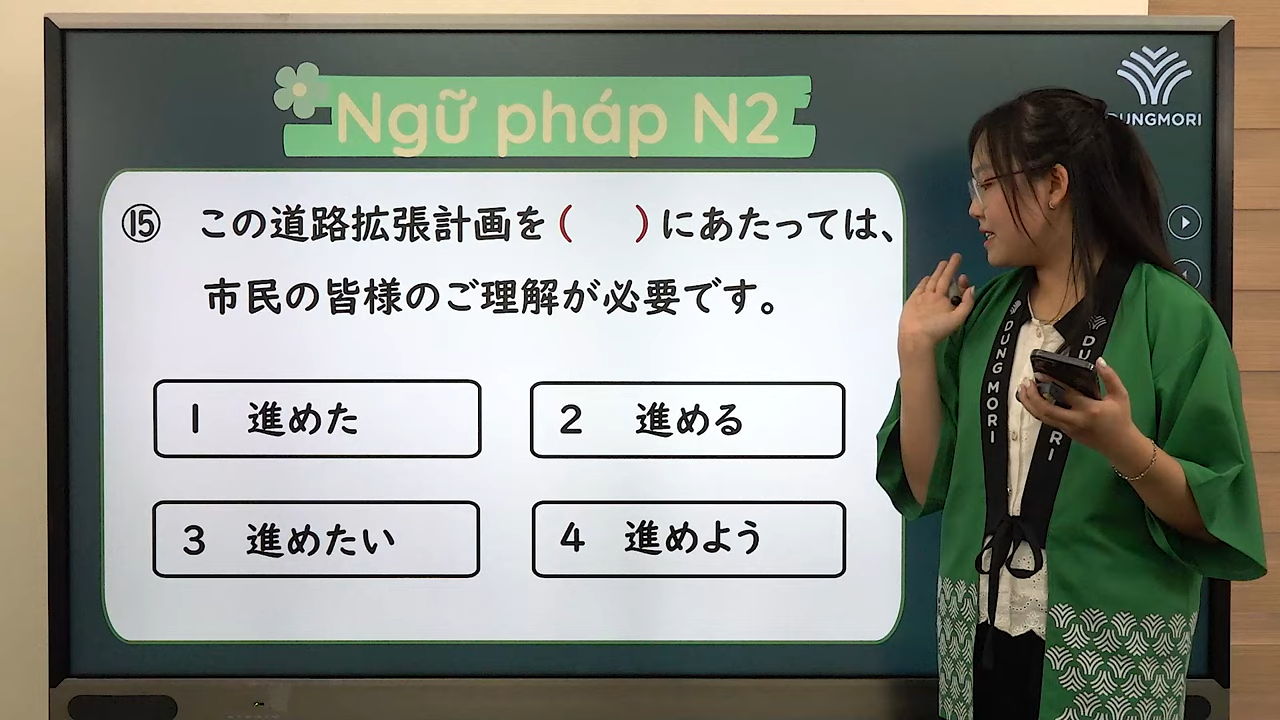 Ngữ pháp N2
DUNGMORI
⑮ この道路拡張計画を( )にあたっては、
市民の皆様のご理解が必要です。
1 進めた
2 進める
3 進めたい
4 進めよう
DUNG MORI
DU
RI